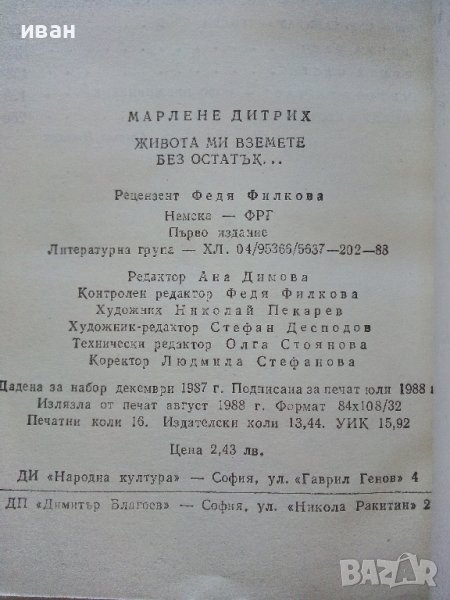 иван
МАРЛЕНЕ ДИТРИХ
ЖИВОТА МИ ВЗЕМЕТЕ
БЕЗ ОСТАТЪК...
Рецензент Федя Филкова
Немска — ФРГ
Първо издание
Литературна група — ХЛ. 04/95366/5637—202—88
Редактор Ана Димова
Контролен редактор Федя Филкова
Художник Николай Пекарев
Художник-редактор Стефан Десподов
Технически редактор Олга Стоянова
Коректор Людмила Стефанова
Дадена за набор декември 1987 г. Подписана за печат юли 1988 г
Излязла от печат август 1988 г. Формат 84x108/32
Печатни коли 16. Издателски коли 13,44. УИК 15,92
Цена 2,43 лв.
ДИ «Народна култура» — София, ул. «Гаврил Генов» 4
ДП «Димитър Благоев» — София, ул. «Никола Ракитин» 2
BAZAR